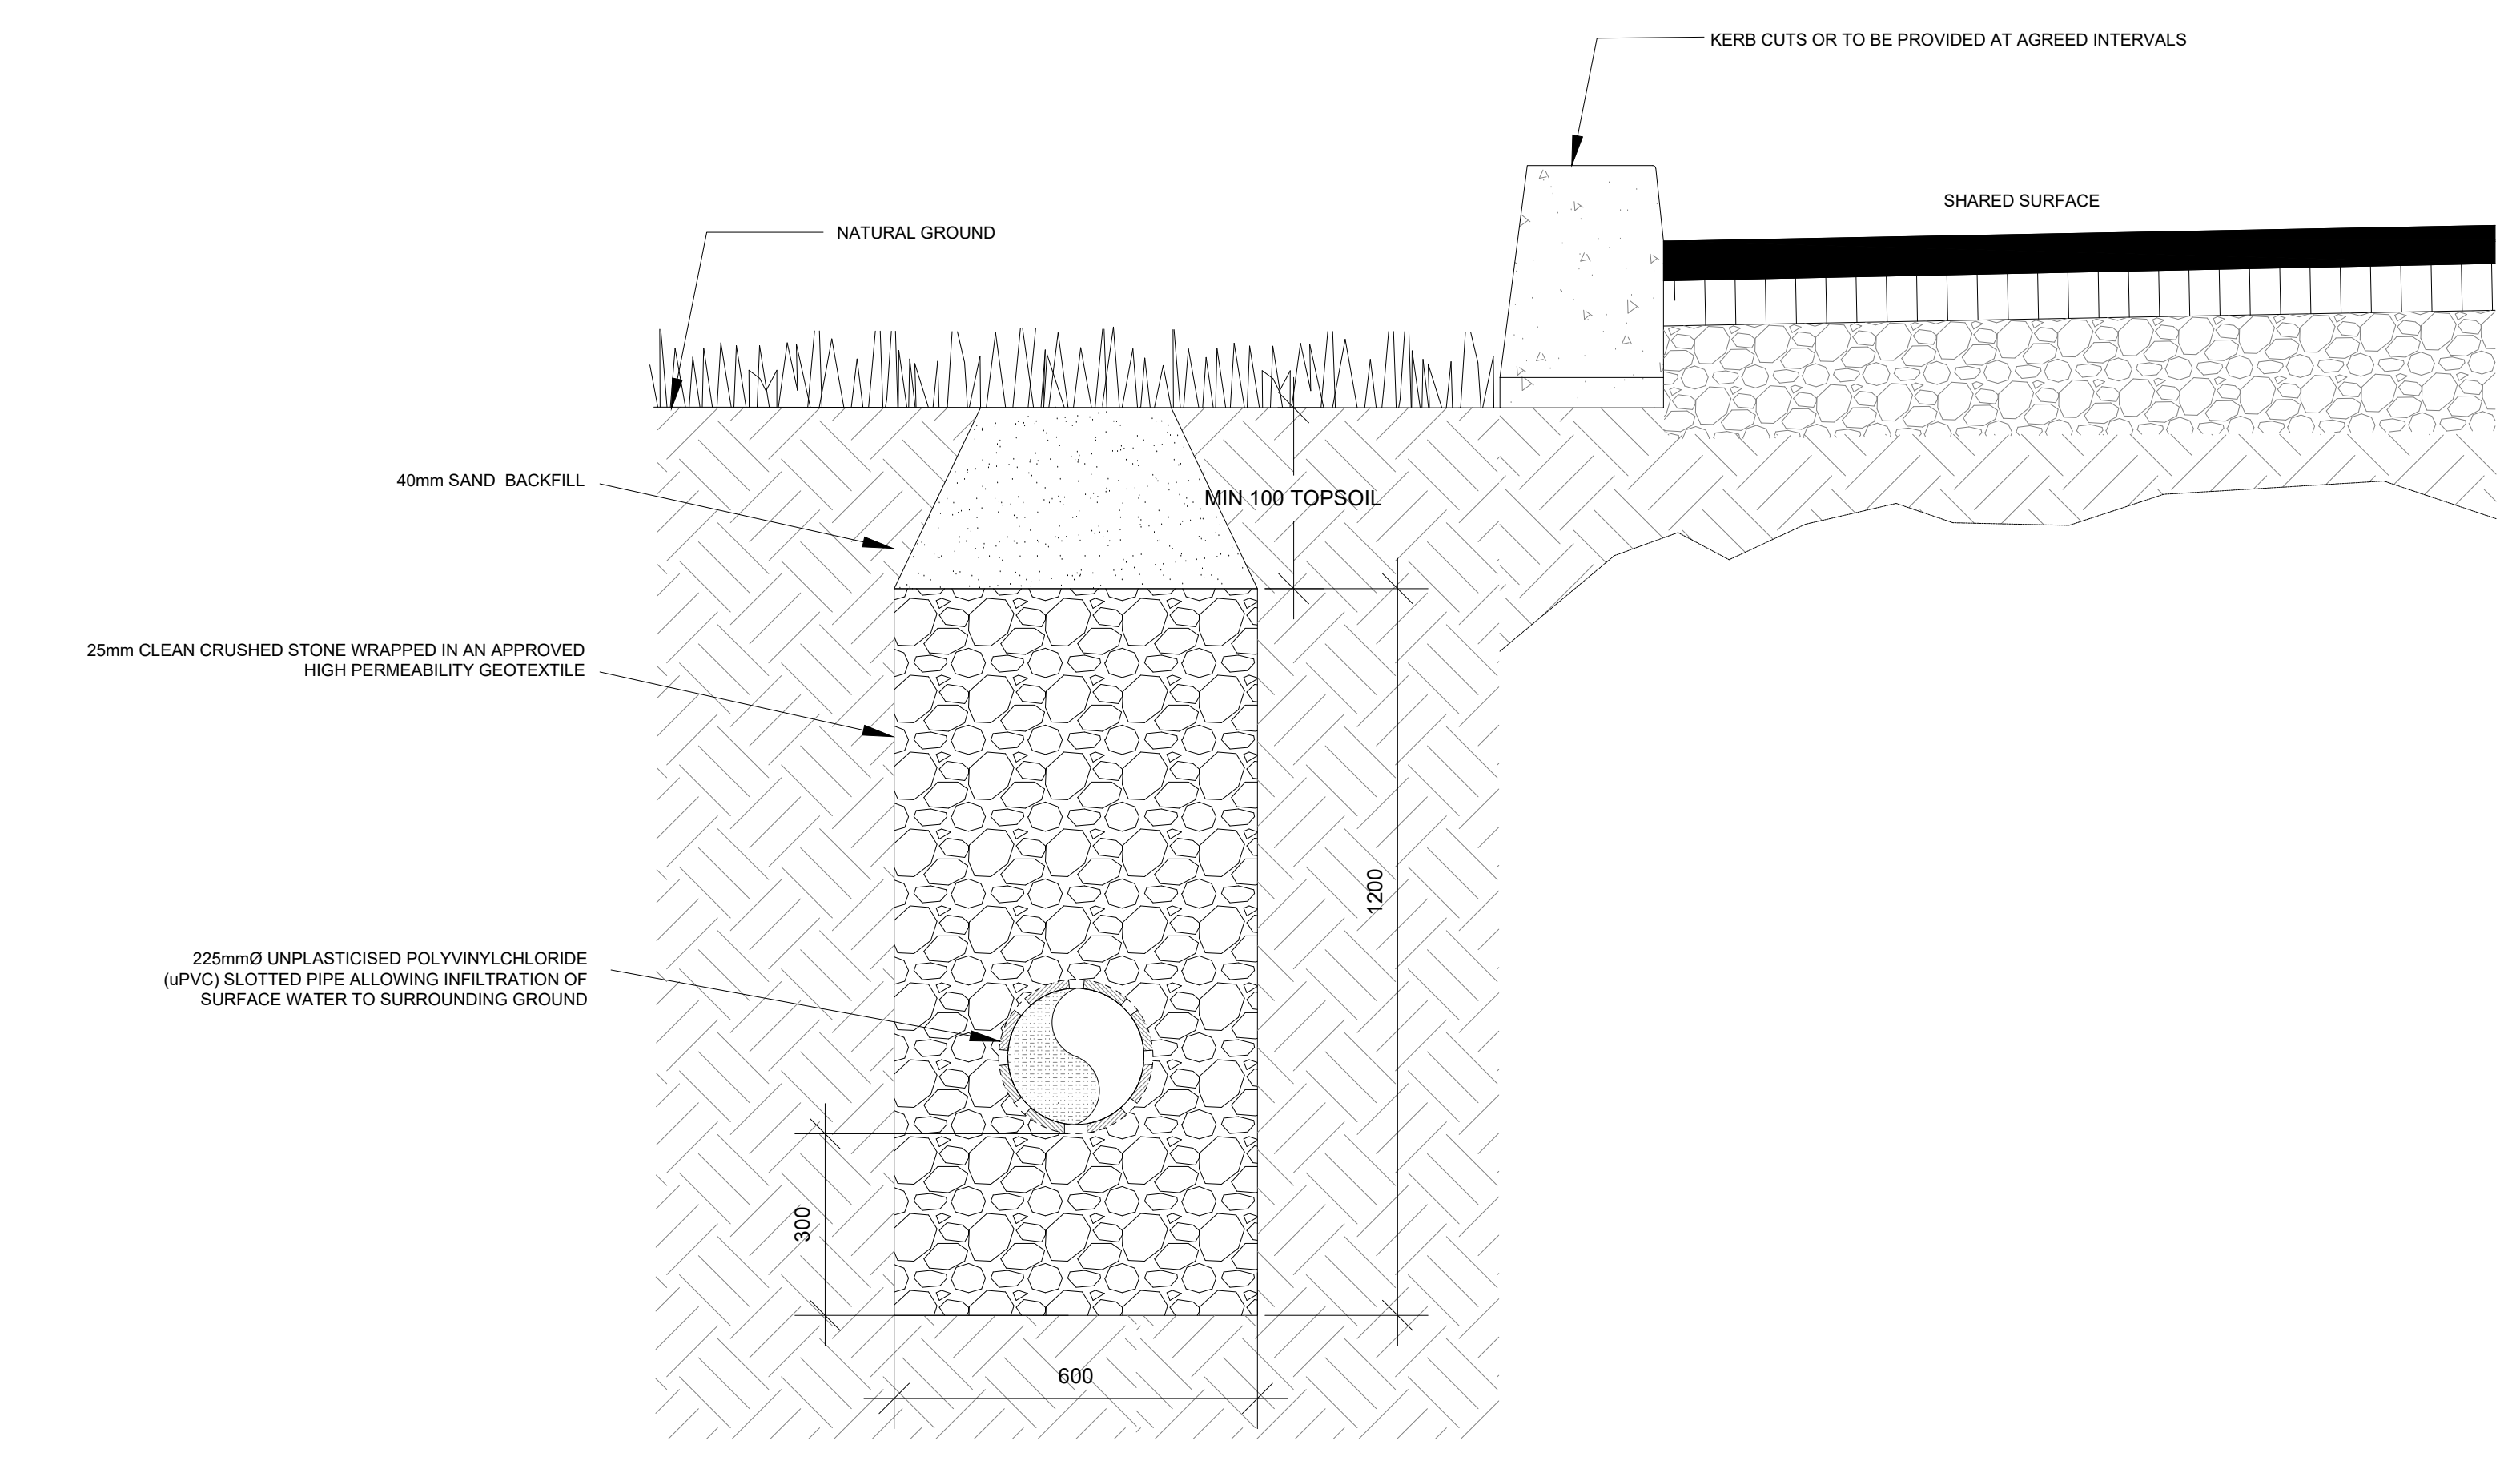 KERB CUTS OR TO BE PROVIDED AT AGREED INTERVALS
SHARED SURFACE
NATURAL GROUND
40mm SAND  BACKFILL
MIN 100 TOPSOIL
25mm CLEAN CRUSHED STONE WRAPPED IN AN APPROVED
HIGH PERMEABILITY GEOTEXTILE
1200
225mmØ UNPLASTICISED POLYVINYLCHLORIDE
(uPVC) SLOTTED PIPE ALLOWING INFILTRATION OF
SURFACE WATER TO SURROUNDING GROUND
300
600